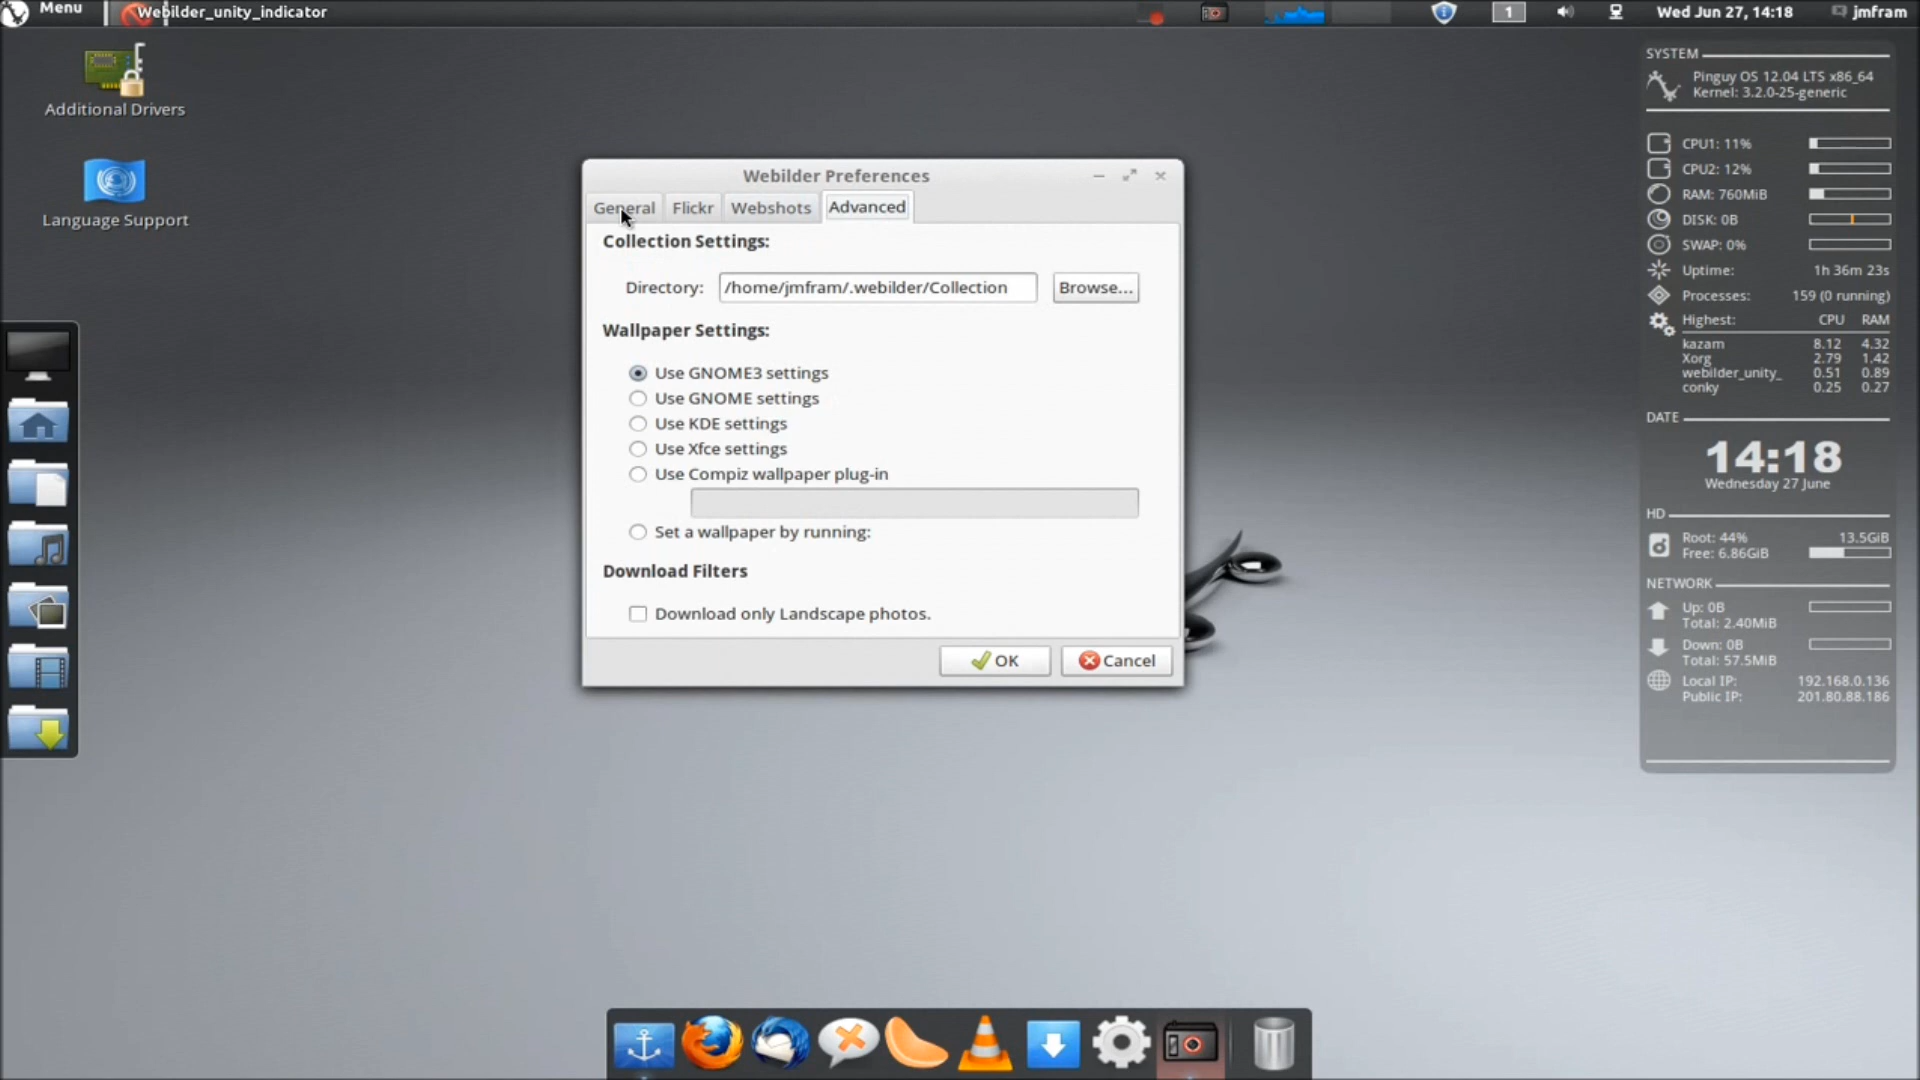 Menu
Webilder_unity_indicator
1
Wed Jun 27, 14:18
jmfram
Additional Drivers
Language Support
Webilder Preferences
General
Flickr
Webshots
Advanced
Collection Settings:
Directory:
/home/jmfram/.webilder/Collection
Browse...
Wallpaper Settings:
Use GNOME3 settings
Use GNOME settings
Use KDE settings
Use Xfce settings
Use Compiz wallpaper plug-in
Set a wallpaper by running:
Download Filters
Download only Landscape photos.
OK
Cancel
SYSTEM
Pinguy OS 12.04 LTS x86_64
Kernel: 3.2.0-25-generic
CPU1: 11%
CPU2: 12%
RAM: 760MiB
DISK: 0B
SWAP: 0%
Uptime: 1h 36m 23s
Processes: 159 (0 running)
Highest: CPU RAM
kazam 8.12 4.32
Xorg 2.79 1.42
webilder_unity_ 0.51 0.89
conky 0.25 0.27
DATE
14:18
Wednesday 27 June
HD
Root: 44% 13.5GiB
Free: 6.86GiB
NETWORK
Up: 0B
Total: 2.40MiB
Down: 0B
Total: 57.5MiB
Local IP: 192.168.0.136
Public IP: 201.80.88.186